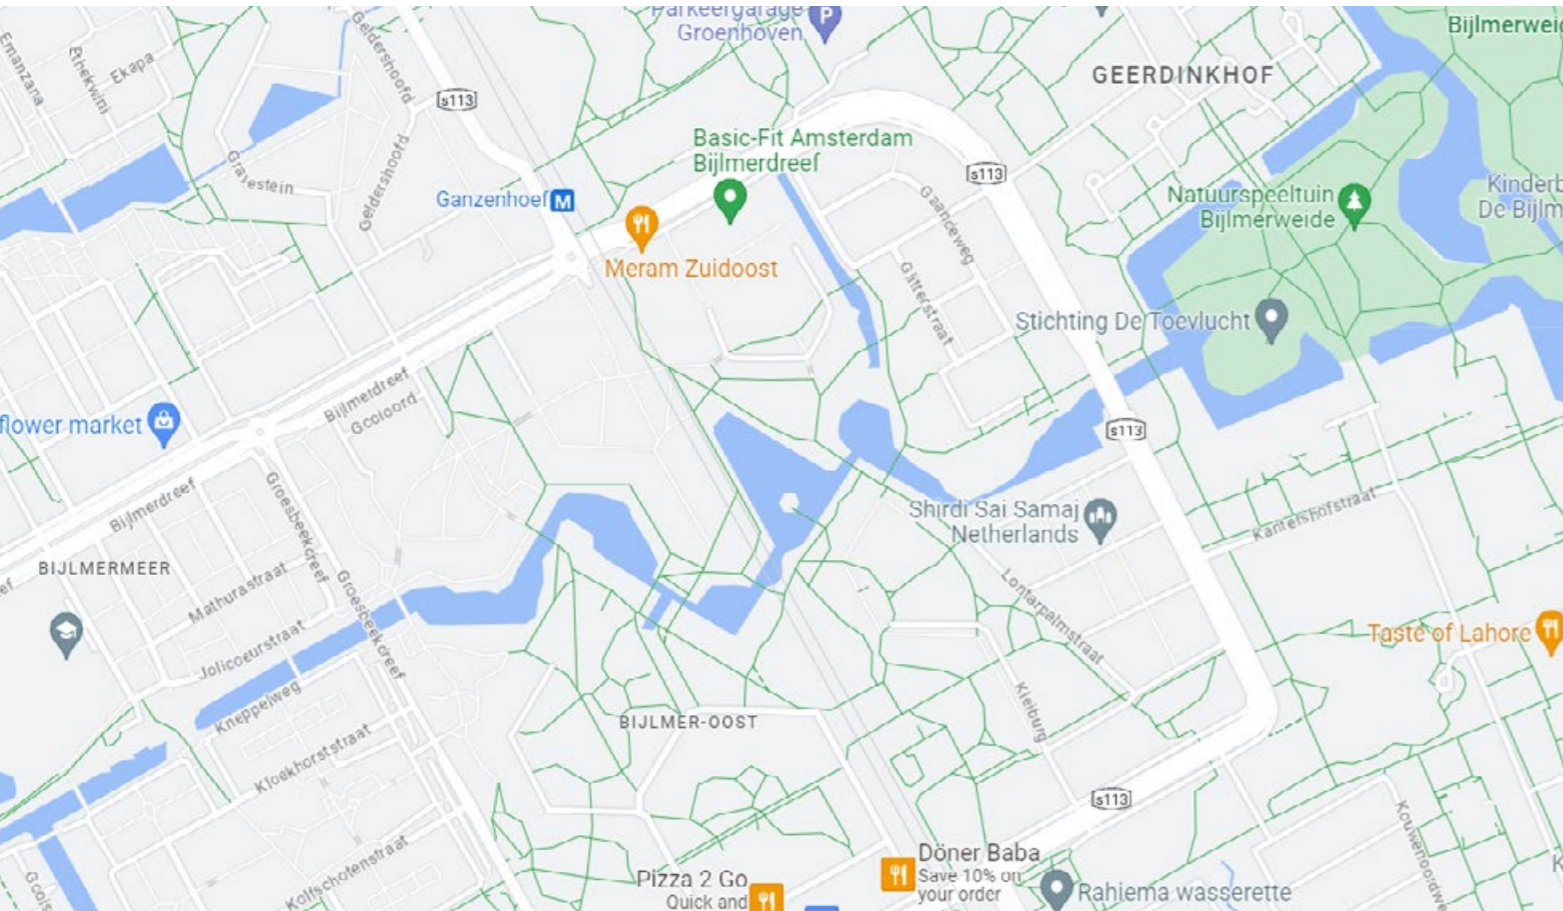 Parkeergarage
Groenhoven
P
Bijlmerwei
Emanzana
Ethekwini
Ekapa
Geldershoofd
s113
GEERDINKHOF
Basic-Fit Amsterdam
Bijlmerdreef
s113
Gravestein
Geldershoofd
Ganzenhoef M
Natuurspeeltuin
Bijlmerweide
Kinderb
De Bijlm
Gaanceweg
Meram Zuidoost
Glitterstraat
Stichting De Toevlucht
Bijlmerdreef
Gooioord
flower market
s113
Bijlmerdreef
Groesbeekdreef
Shirdi Sai Samaj
Netherlands
Kantershofstraat
BIJLMERMEER
Mathurastraat
Groesbeekdreef
Lontarpalmstraat
Jolicoeurstraat
Taste of Lahore
Kneppelweg
BIJLMER-OOST
Kleiburg
Kloekhorststraat
s113
Kouwenoordwe
Kolfschotenstraat
Döner Baba
Save 10% on
your order
Pizza 2 Go
Quick and
Rahiema wasserette